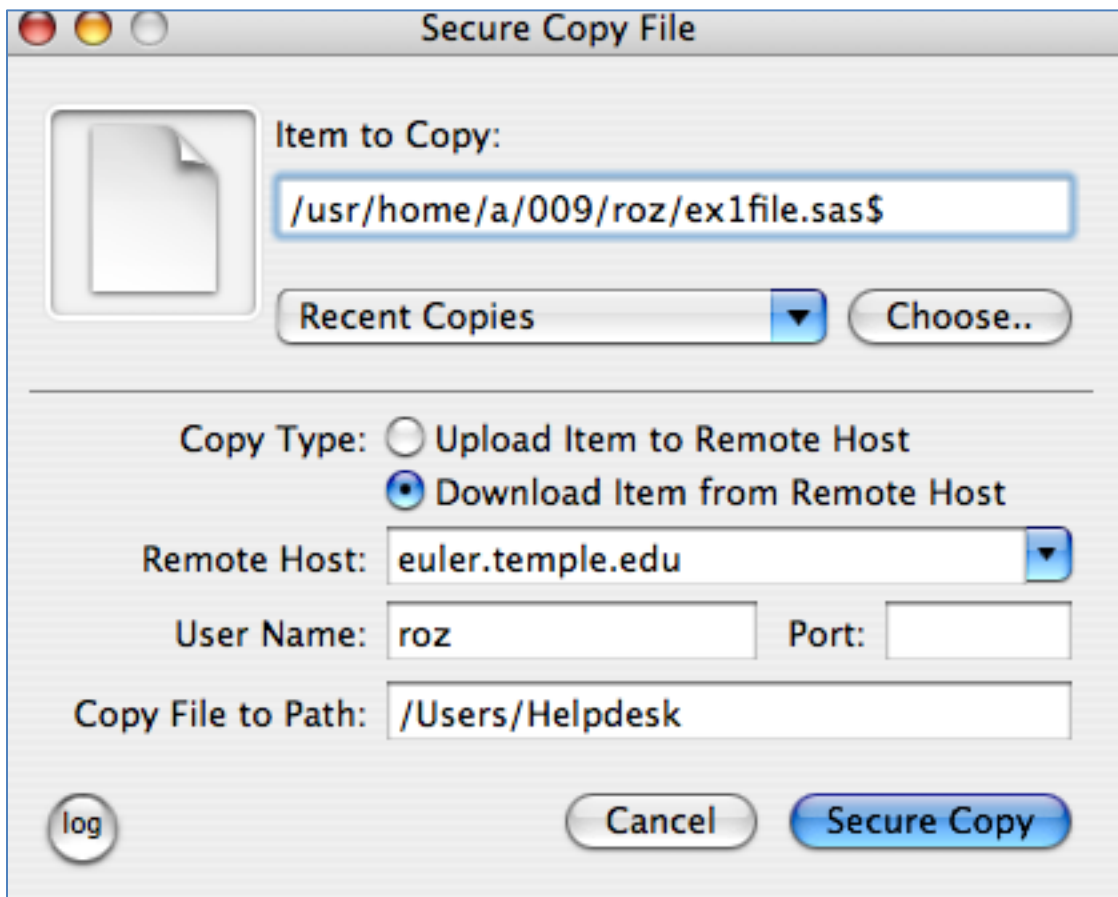 Secure Copy File
Item to Copy:
/usr/home/a/009/roz/ex1file.sas$
Recent Copies
Choose..
Copy Type: Upload Item to Remote Host
Download Item from Remote Host
Remote Host: euler.temple.edu
User Name: roz Port:
Copy File to Path: /Users/Helpdesk
log Cancel Secure Copy